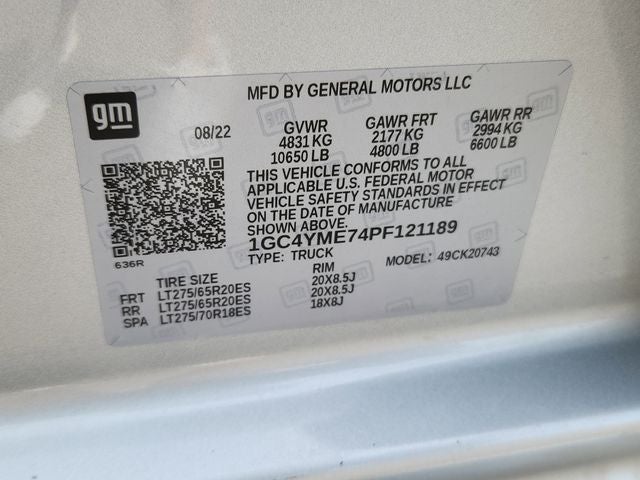 MFD BY GENERAL MOTORS LLC
gm
08/22
GVWR GAWR FRT GAWR RR
4831 KG 2177 KG 2994 KG
10650 LB 4800 LB 6600 LB
THIS VEHICLE CONFORMS TO ALL
APPLICABLE U.S. FEDERAL MOTOR
VEHICLE SAFETY STANDARDS IN EFFECT
ON THE DATE OF MANUFACTURE
SHOWN ABOVE.
1GC4YME74PF121189
TYPE: TRUCK MODEL: 49CK20743
636R
TIRE SIZE RIM
FRT LT275/65R20ES 20X8.5J
RR LT275/65R20ES 20X8.5J
SPA LT275/70R18ES 18X8J